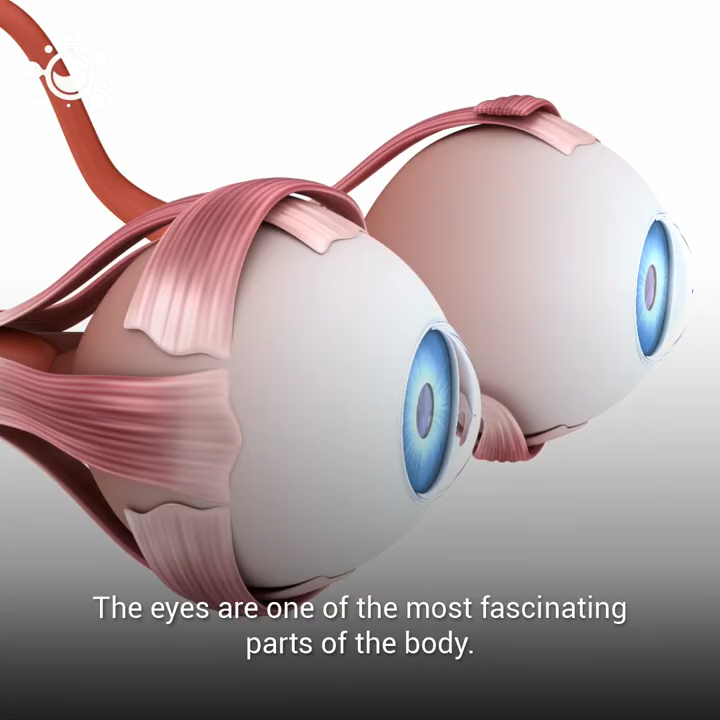 The eyes are one of the most fascinating
parts of the body.